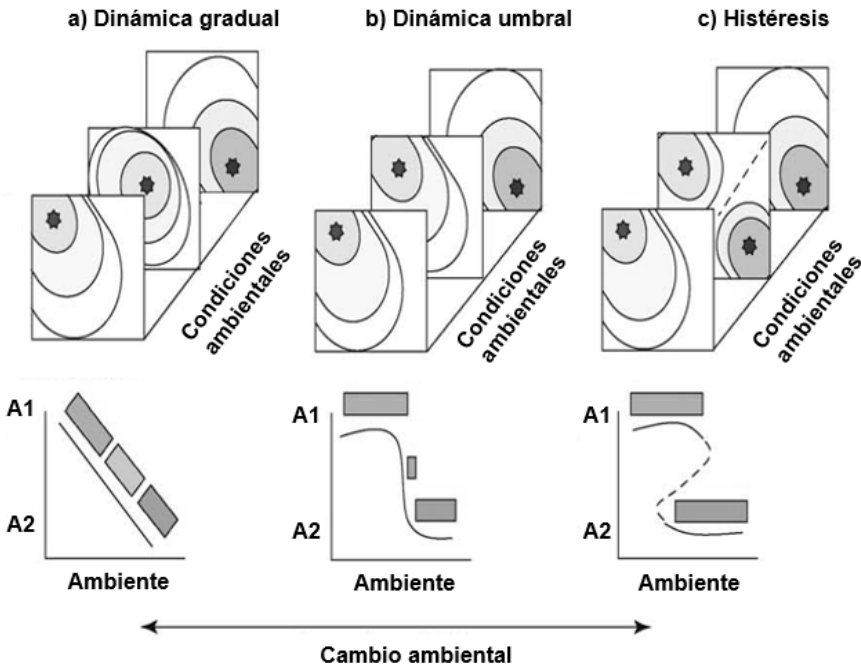 a) Dinámica gradual
b) Dinámica umbral
c) Histéresis
Condiciones
ambientales
Condiciones
ambientales
Condiciones
ambientales
A1
A2
Ambiente
A1
A2
Ambiente
A1
A2
Ambiente
Cambio ambiental